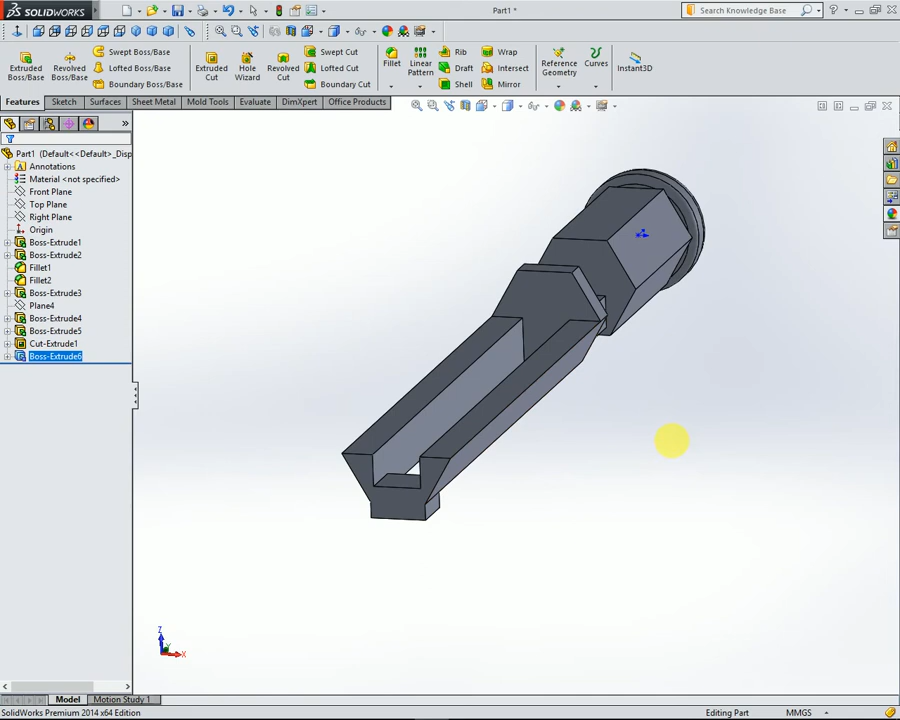 SOLIDWORKS
Part1 *
Search Knowledge Base
Extruded Boss/Base
Revolved Boss/Base
Swept Boss/Base
Lofted Boss/Base
Boundary Boss/Base
Extruded Cut
Hole Wizard
Revolved Cut
Swept Cut
Lofted Cut
Boundary Cut
Fillet
Linear Pattern
Rib
Draft
Shell
Wrap
Intersect
Mirror
Reference Geometry
Curves
Instant3D
Features
Sketch
Surfaces
Sheet Metal
Mold Tools
Evaluate
DimXpert
Office Products
Part1 (Default<<Default>_Disp
Annotations
Material <not specified>
Front Plane
Top Plane
Right Plane
Origin
Boss-Extrude1
Boss-Extrude2
Fillet1
Fillet2
Boss-Extrude3
Plane4
Boss-Extrude4
Boss-Extrude5
Cut-Extrude1
Boss-Extrude6
Z
X
Model
Motion Study 1
SolidWorks Premium 2014 x64 Edition
Editing Part
MMGS